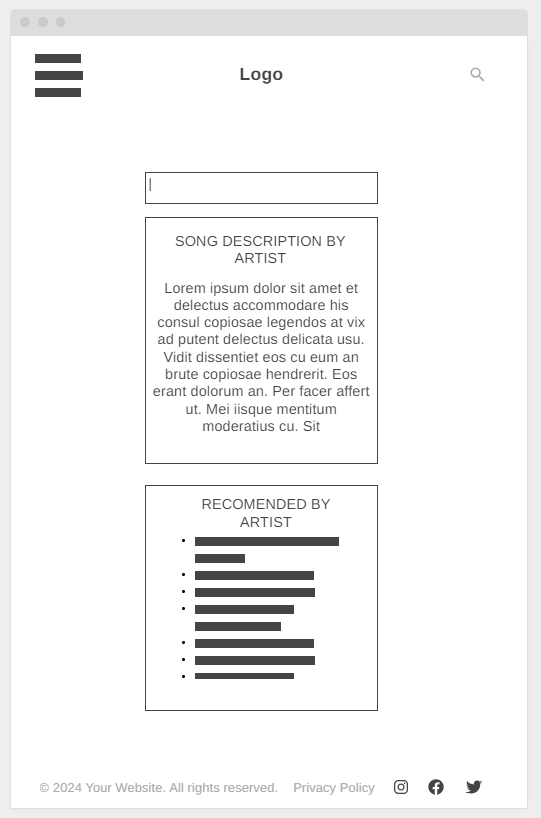 Logo
SONG DESCRIPTION BY
ARTIST
Lorem ipsum dolor sit amet et
delectus accommodare his
consul copiosae legendos at vix
ad putent delectus delicata usu.
Vidit dissentiet eos cu eum an
brute copiosae hendrerit. Eos
erant dolorum an. Per facer affert
ut. Mei iisque mentitum
moderatius cu. Sit
RECOMENDED BY
ARTIST
© 2024 Your Website. All rights reserved. Privacy Policy